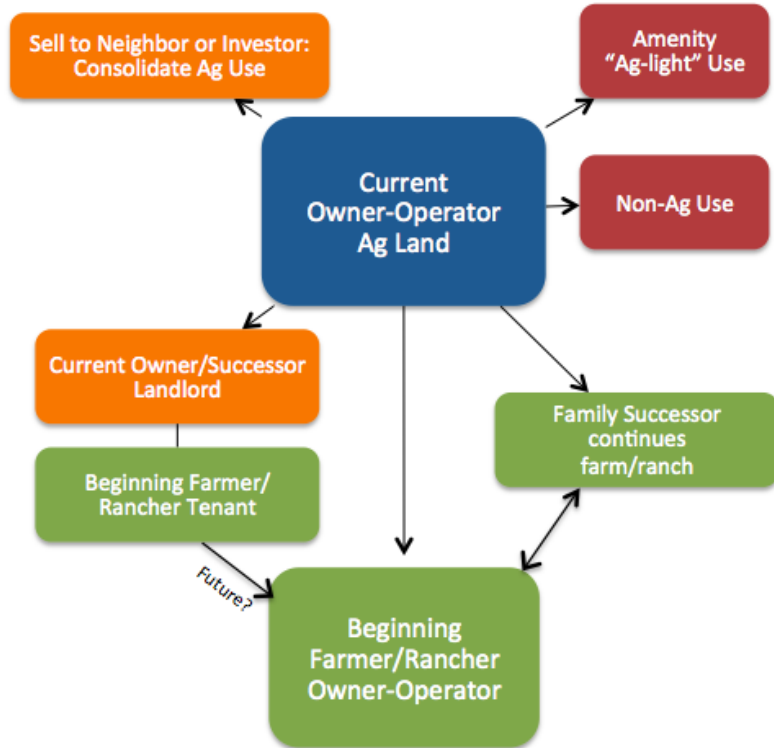 Sell to Neighbor or Investor:
Consolidate Ag Use
Amenity
“Ag-light” Use
Current
Owner-Operator
Ag Land
Non-Ag Use
Current Owner/Successor
Landlord
Family Successor
continues
farm/ranch
Beginning Farmer/
Rancher Tenant
Future?
Beginning
Farmer/Rancher
Owner-Operator